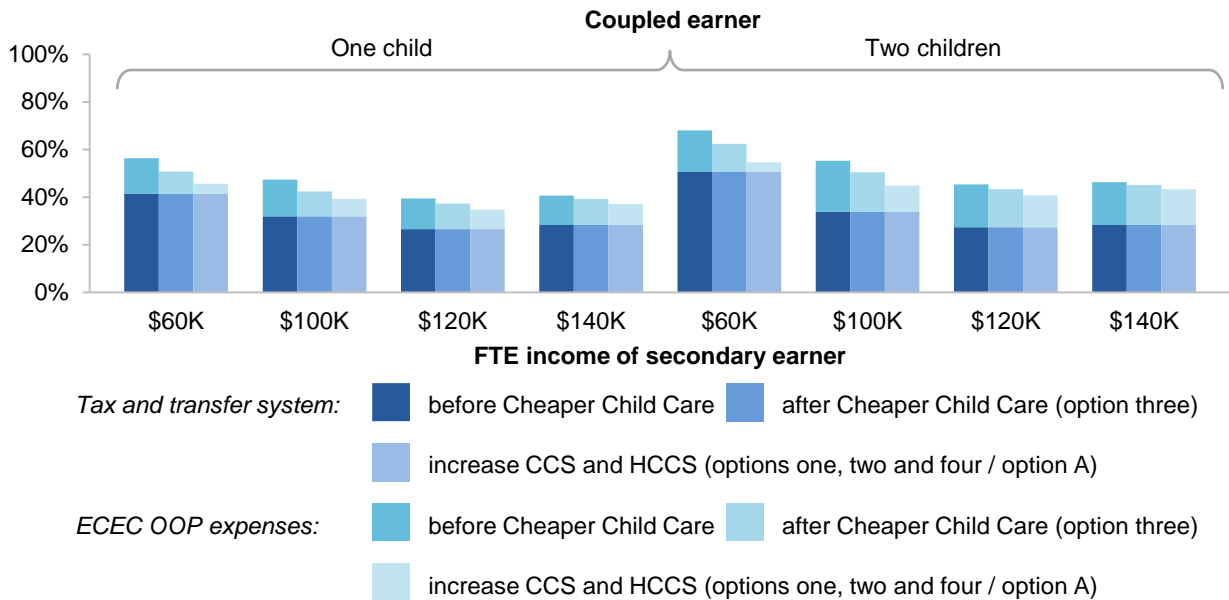 Coupled earner
One child
Two children
100%
80%
60%
40%
20%
0%
$60K $100K $120K $140K $60K $100K $120K $140K
FTE income of secondary earner
Tax and transfer system: before Cheaper Child Care after Cheaper Child Care (option three)
increase CCS and HCCS (options one, two and four / option A)
ECEC OOP expenses: before Cheaper Child Care after Cheaper Child Care (option three)
increase CCS and HCCS (options one, two and four / option A)